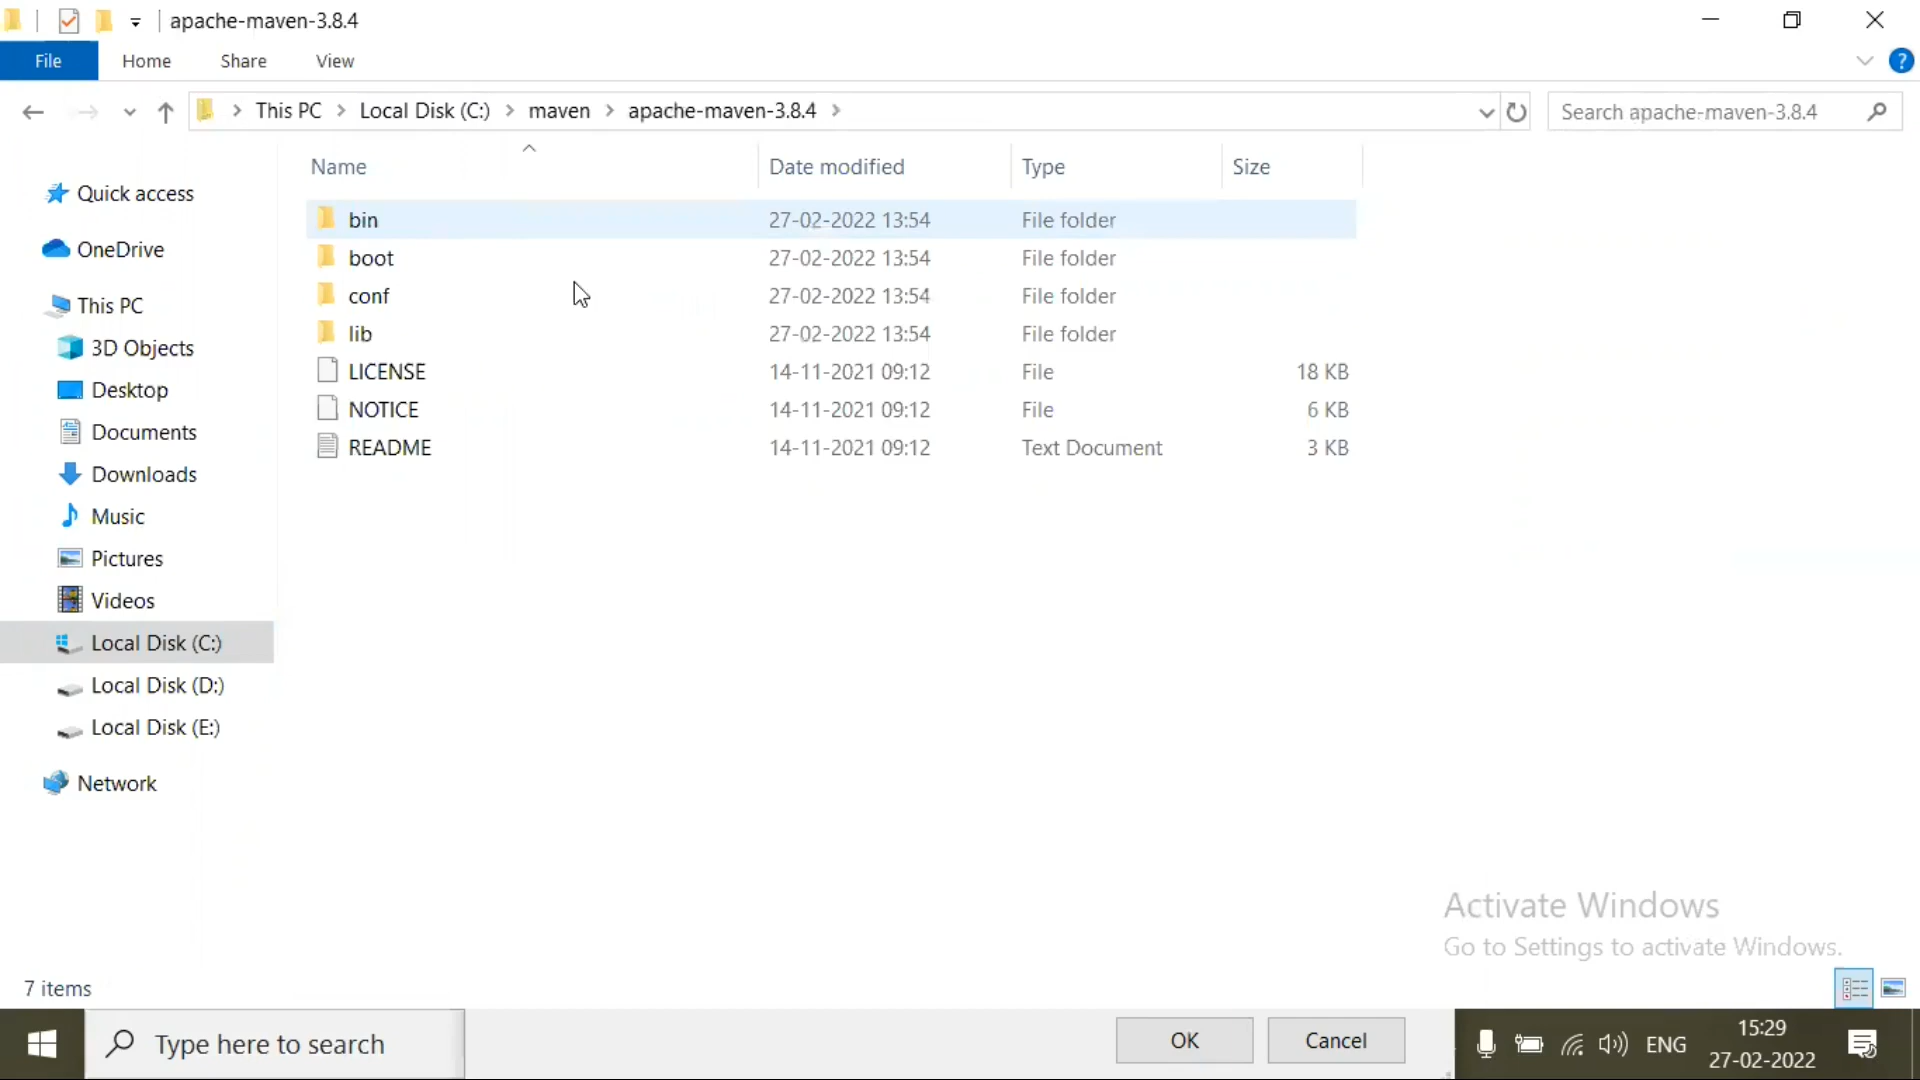 apache-maven-3.8.4
File Home Share View
This PC Local Disk (C:) maven apache-maven-3.8.4 Search apache-maven-3.8.4
Name Date modified Type Size
Quick access
OneDrive
This PC
3D Objects
Desktop
Documents
Downloads
Music
Pictures
Videos
Local Disk (C:)
Local Disk (D:)
Local Disk (E:)
Network
bin 27-02-2022 13:54 File folder
boot 27-02-2022 13:54 File folder
conf 27-02-2022 13:54 File folder
lib 27-02-2022 13:54 File folder
LICENSE 14-11-2021 09:12 File 18 KB
NOTICE 14-11-2021 09:12 File 6 KB
README 14-11-2021 09:12 Text Document 3 KB
Activate Windows
Go to Settings to activate Windows.
7 items
Type here to search OK Cancel ENG 15:29
27-02-2022